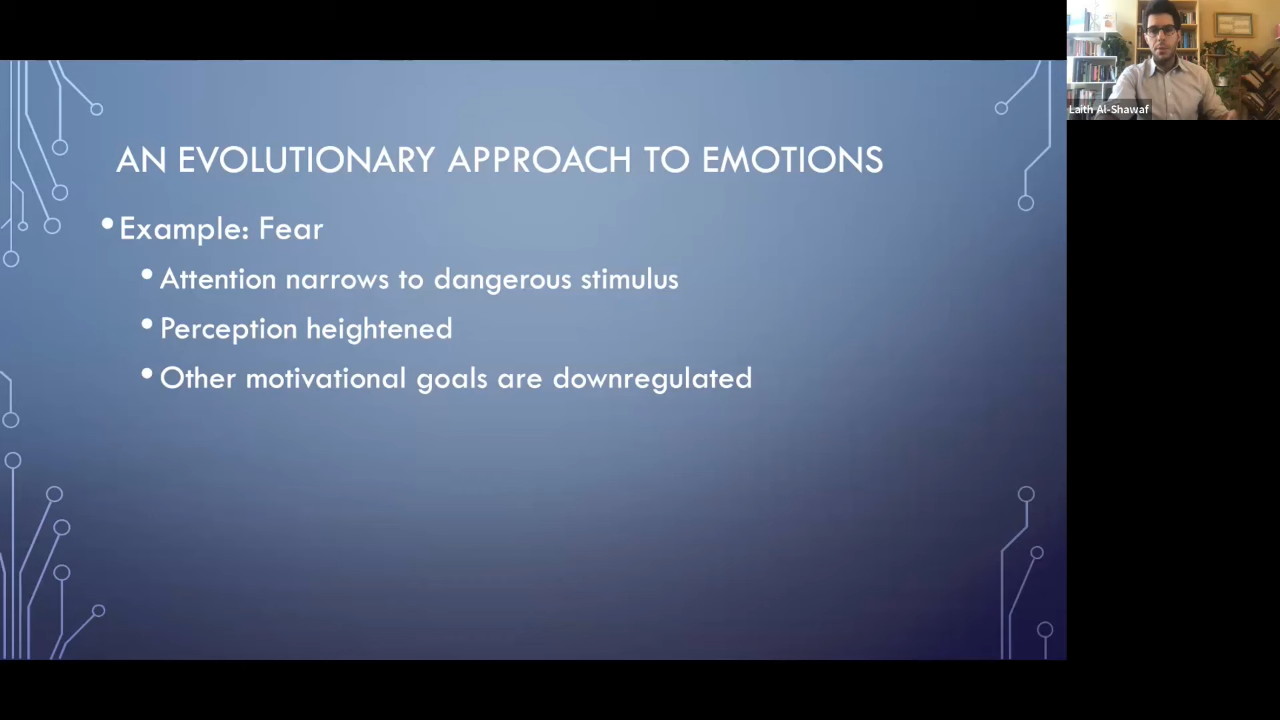 AN EVOLUTIONARY APPROACH TO EMOTIONS
• Example: Fear
• Attention narrows to dangerous stimulus
• Perception heightened
• Other motivational goals are downregulated
Laith Al-Shawaf